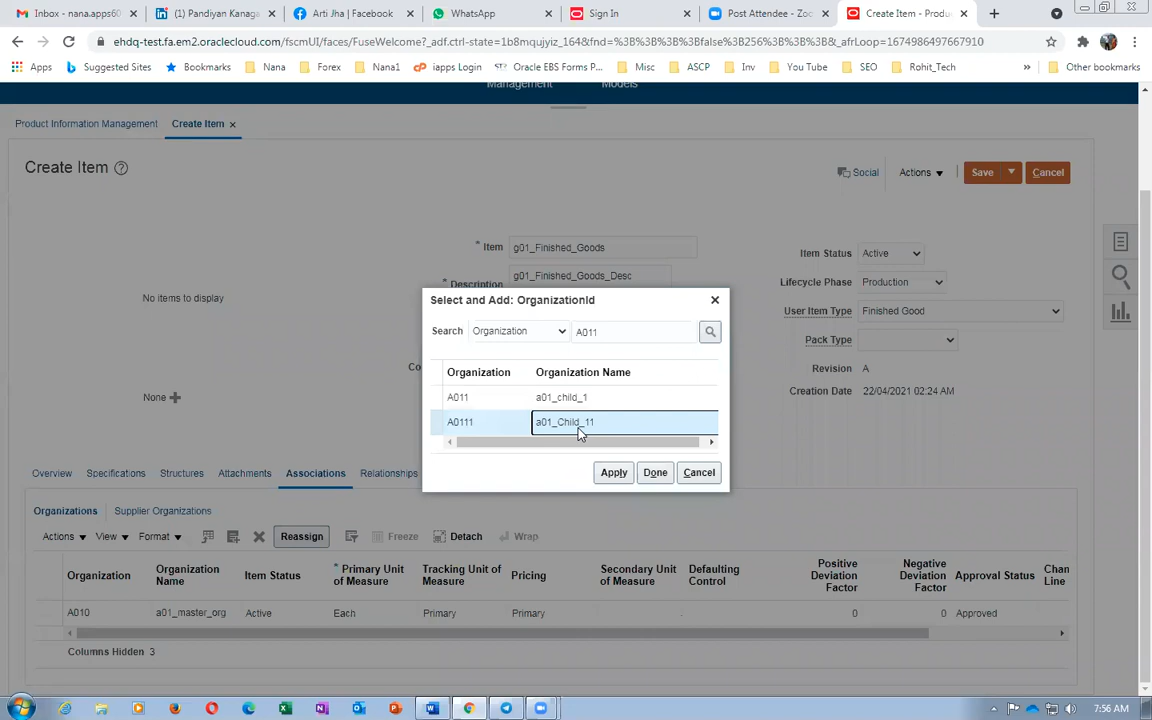 Inbox - nana.apps60
(1) Pandiyan Kanaga
Arti Jha | Facebook
WhatsApp
Sign In
Post Attendee - Zoo
Create Item - Produ
ehdq-test.fa.em2.oraclecloud.com/fscmUI/faces/FuseWelcome?_adf.ctrl-state=1b8mqujyiz_164&fnd=%3B%3B%3B%3Bfalse%3B256%3B%3B%3B&_afrLoop=1674986497667910
Apps
Suggested Sites
Bookmarks
Nana
Forex
Nana1
iapps Login
Oracle EBS Forms P...
Misc
ASCP
Inv
You Tube
SEO
Rohit_Tech
Other bookmarks
Management
Models
Product Information Management
Create Item
Create Item
Social
Actions
Save
Cancel
* Item g01_Finished_Goods
* Description g01_Finished_Goods_Desc
No items to display
None
Item Status Active
Lifecycle Phase Production
User Item Type Finished Good
Pack Type
Revision A
Creation Date 22/04/2021 02:24 AM
Select and Add: OrganizationId
Search Organization A011
Organization Organization Name
A011 a01_child_1
A0111 a01_Child_11
Apply Done Cancel
Co
Overview Specifications Structures Attachments Associations Relationships
Organizations Supplier Organizations
Actions View Format Reassign Freeze Detach Wrap
Organization
Organization Name
Item Status
* Primary Unit of Measure
Tracking Unit of Measure
Pricing
Secondary Unit of Measure
Defaulting Control
Positive Deviation Factor
Negative Deviation Factor
Approval Status
Chan Line
A010 a01_master_org Active Each Primary Primary 0 0 Approved
Columns Hidden 3
7:56 AM